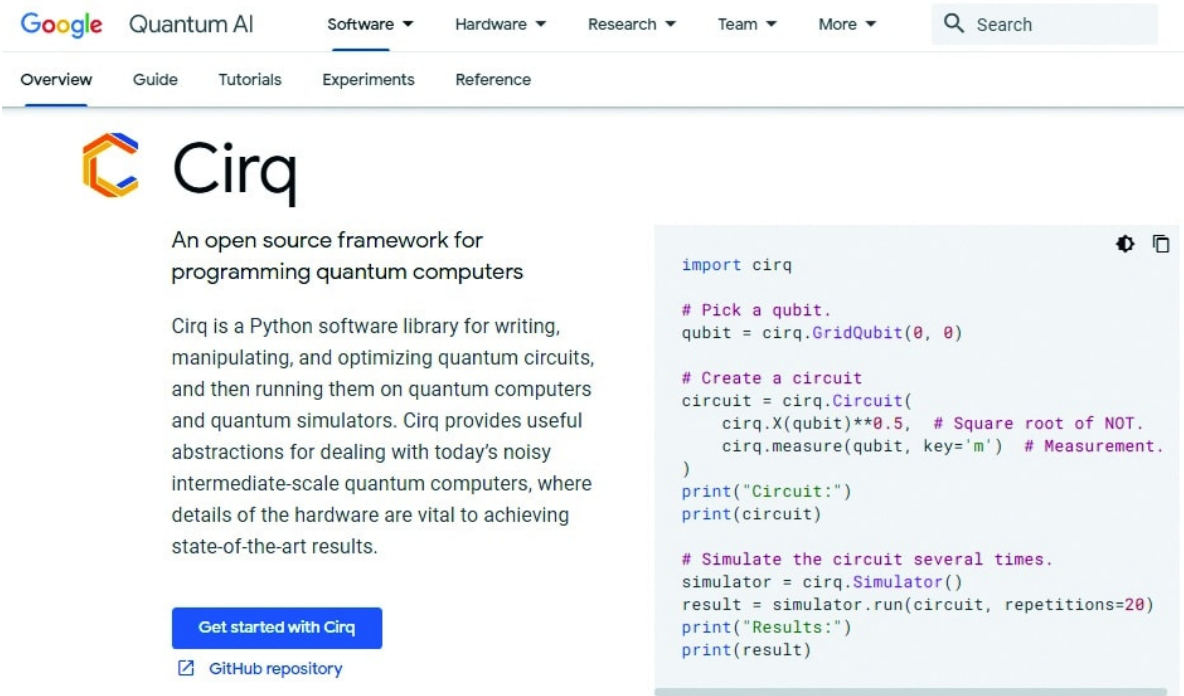 Google Quantum AI Software Hardware Research Team More Search
Overview Guide Tutorials Experiments Reference
Cirq
An open source framework for
programming quantum computers
Cirq is a Python software library for writing,
manipulating, and optimizing quantum circuits,
and then running them on quantum computers
and quantum simulators. Cirq provides useful
abstractions for dealing with today's noisy
intermediate-scale quantum computers, where
details of the hardware are vital to achieving
state-of-the-art results.
Get started with Cirq
GitHub repository
import cirq

# Pick a qubit.
qubit = cirq.GridQubit(0, 0)

# Create a circuit
circuit = cirq.Circuit(
    cirq.X(qubit)**0.5,  # Square root of NOT.
    cirq.measure(qubit, key='m')  # Measurement.
)
print("Circuit:")
print(circuit)

# Simulate the circuit several times.
simulator = cirq.Simulator()
result = simulator.run(circuit, repetitions=20)
print("Results:")
print(result)